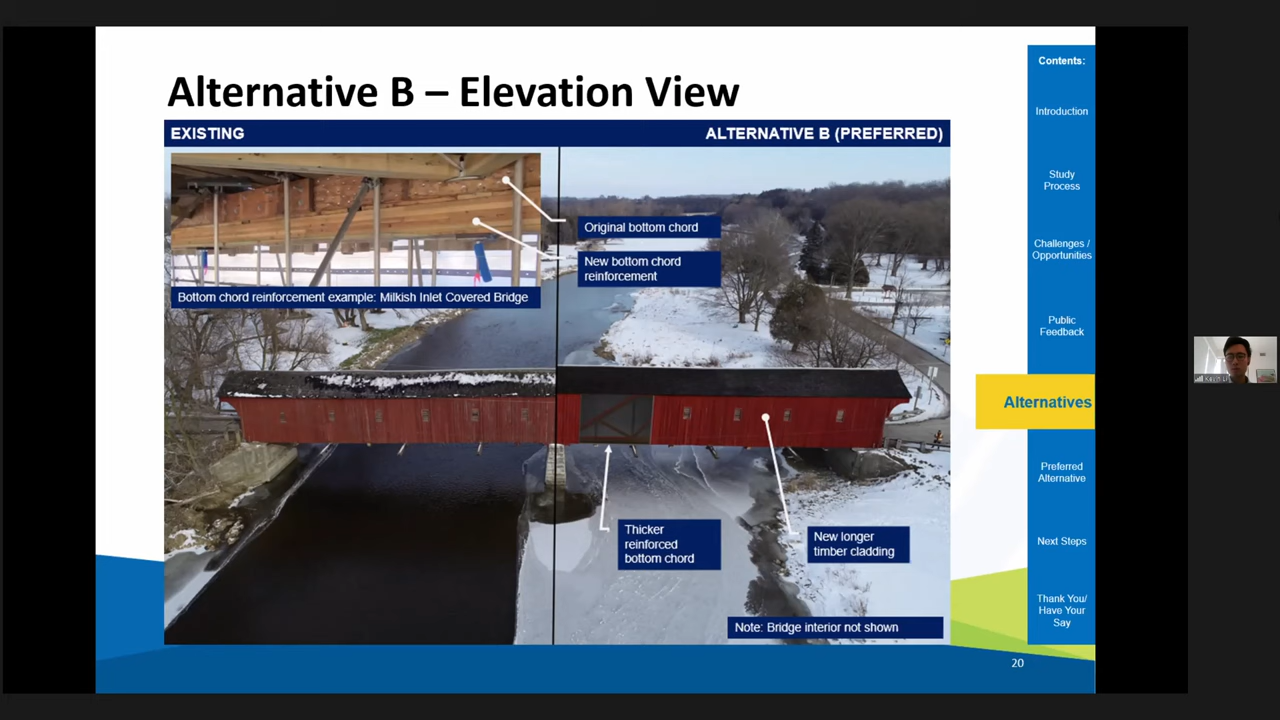 Alternative B – Elevation View
EXISTING
ALTERNATIVE B (PREFERRED)
Original bottom chord
New bottom chord
reinforcement
Bottom chord reinforcement example: Milkish Inlet Covered Bridge
Thicker
reinforced
bottom chord
New longer
timber cladding
Note: Bridge interior not shown
20
Contents:
Introduction
Study
Process
Challenges /
Opportunities
Public
Feedback
Alternatives
Preferred
Alternative
Next Steps
Thank You/
Have Your
Say